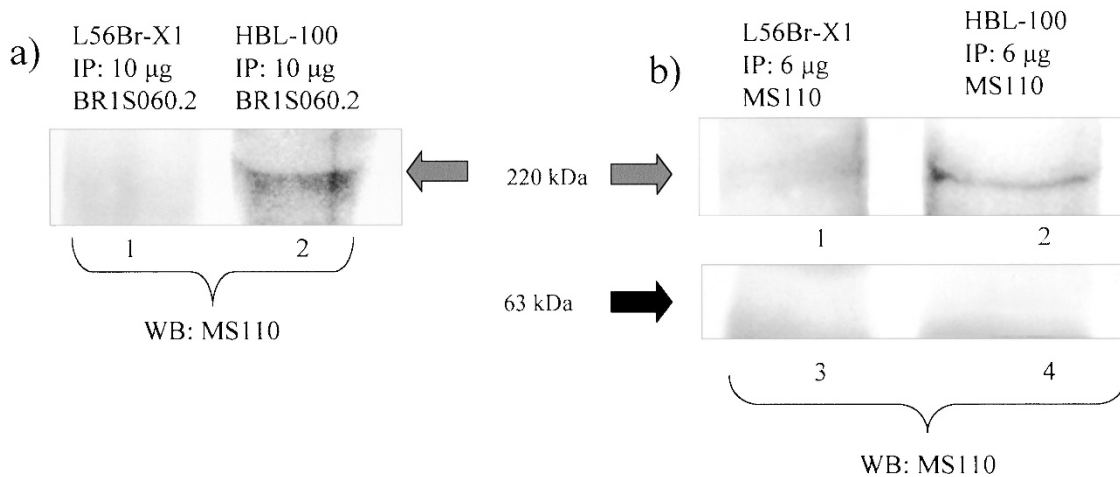 a)
L56Br-X1
IP: 10 µg
BR1S060.2
HBL-100
IP: 10 µg
BR1S060.2
1
2
WB: MS110
220 kDa
63 kDa
b)
L56Br-X1
IP: 6 µg
MS110
HBL-100
IP: 6 µg
MS110
1
2
3
4
WB: MS110